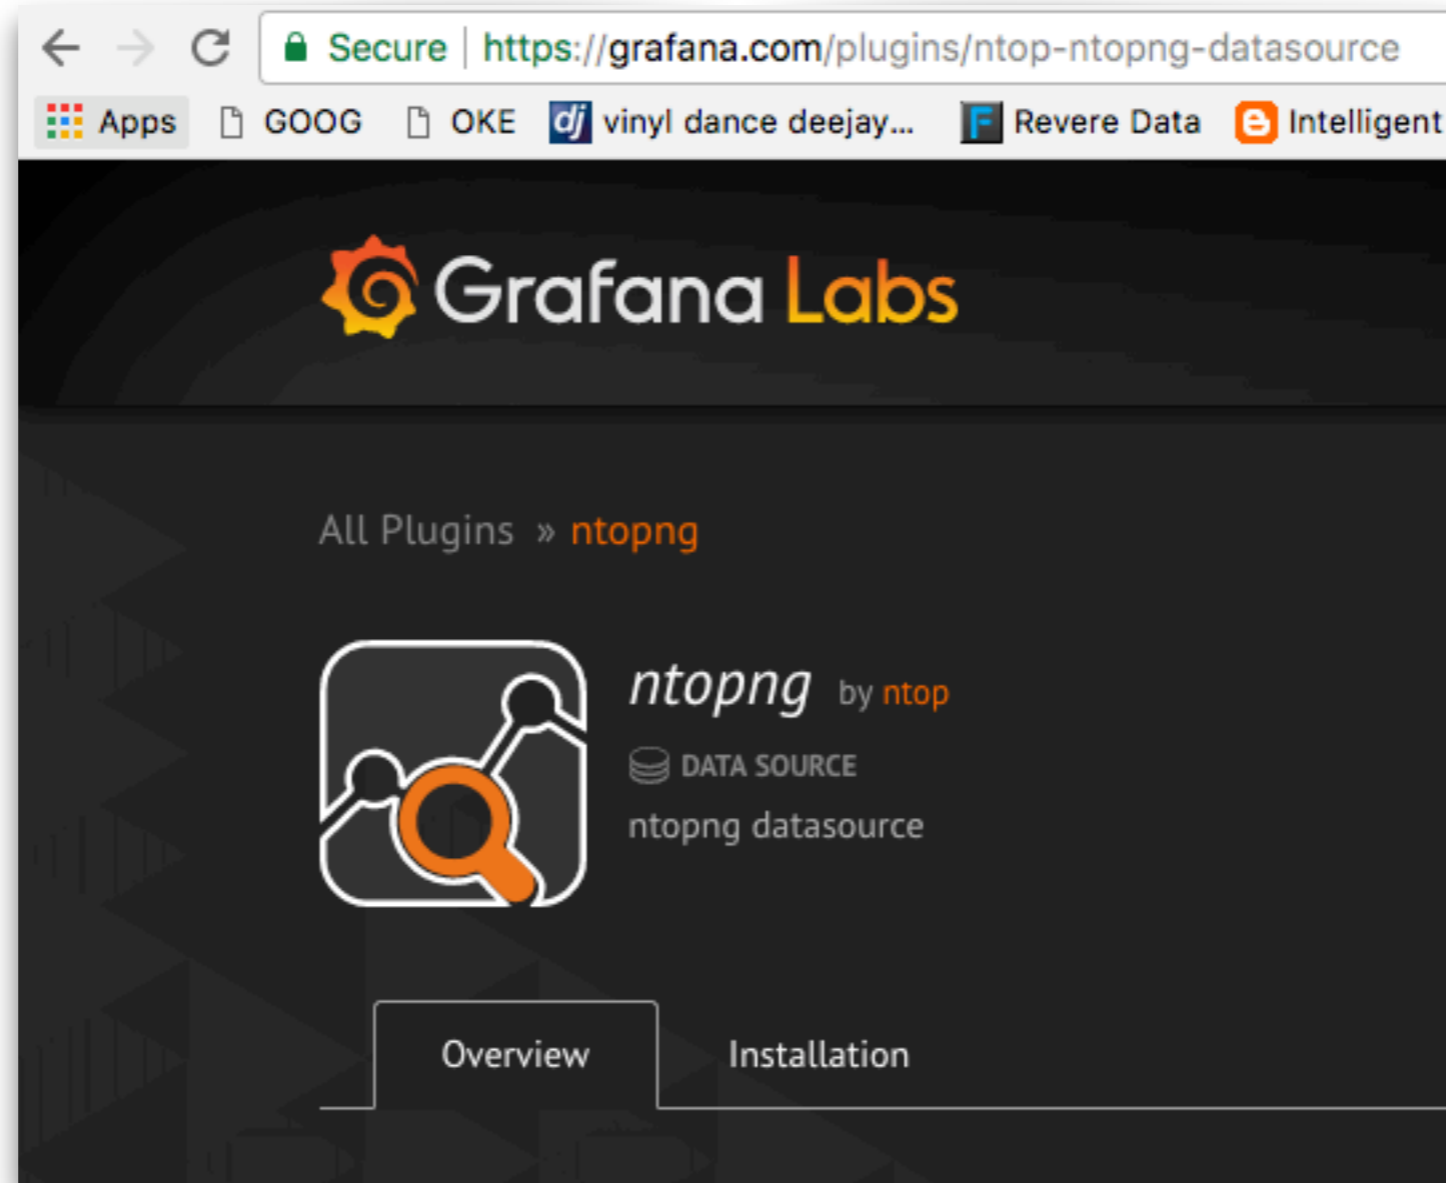 Secure | https://grafana.com/plugins/ntop-ntopng-datasource
Apps GOOG OKE dj vinyl dance deejay... F Revere Data Intelligent
Grafana Labs
All Plugins » ntopng
ntopng by ntop
DATA SOURCE
ntopng datasource
Overview Installation